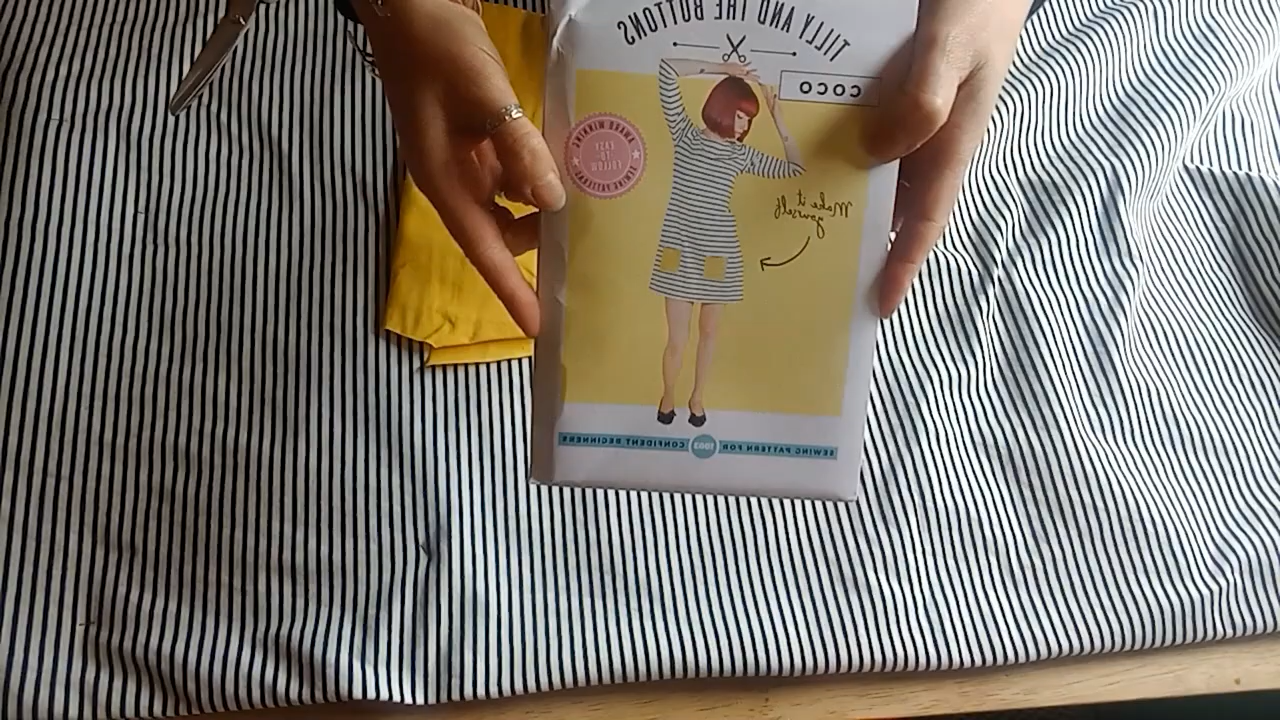 TILLY AND THE BUTTONS
COCO
AWARD WINNING
EASY
-TO-
FOLLOW
SEWING PATTERNS
Make it
yourself
SEWING PATTERN FOR 1003 CONFIDENT BEGINNERS